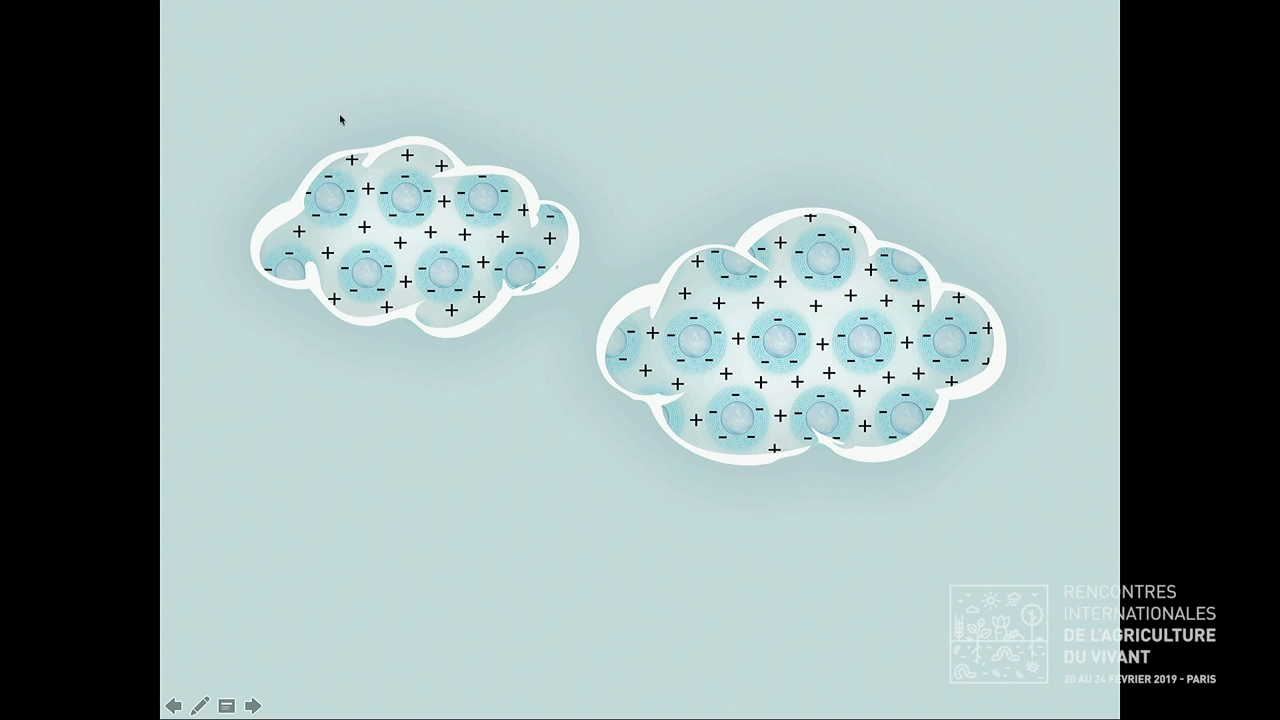 RENCONTRES
INTERNATIONALES
DE L'AGRICULTURE
DU VIVANT
20 AU 24 FÉVRIER 2019 - PARIS